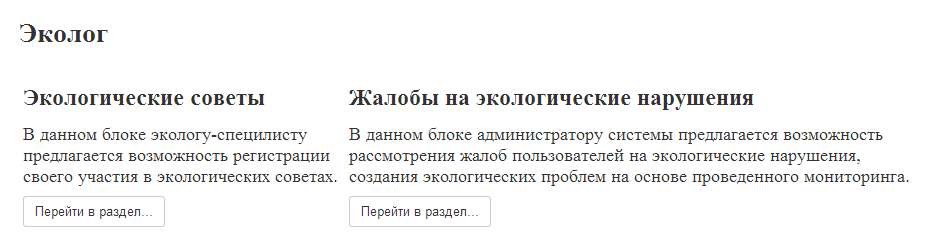 Эколог
Экологические советы
В данном блоке экологу-специлисту
предлагается возможность регистрации
своего участия в экологических советах.
Перейти в раздел...
Жалобы на экологические нарушения
В данном блоке администратору системы предлагается возможность
рассмотрения жалоб пользователей на экологические нарушения,
создания экологических проблем на основе проведенного мониторинга.
Перейти в раздел...